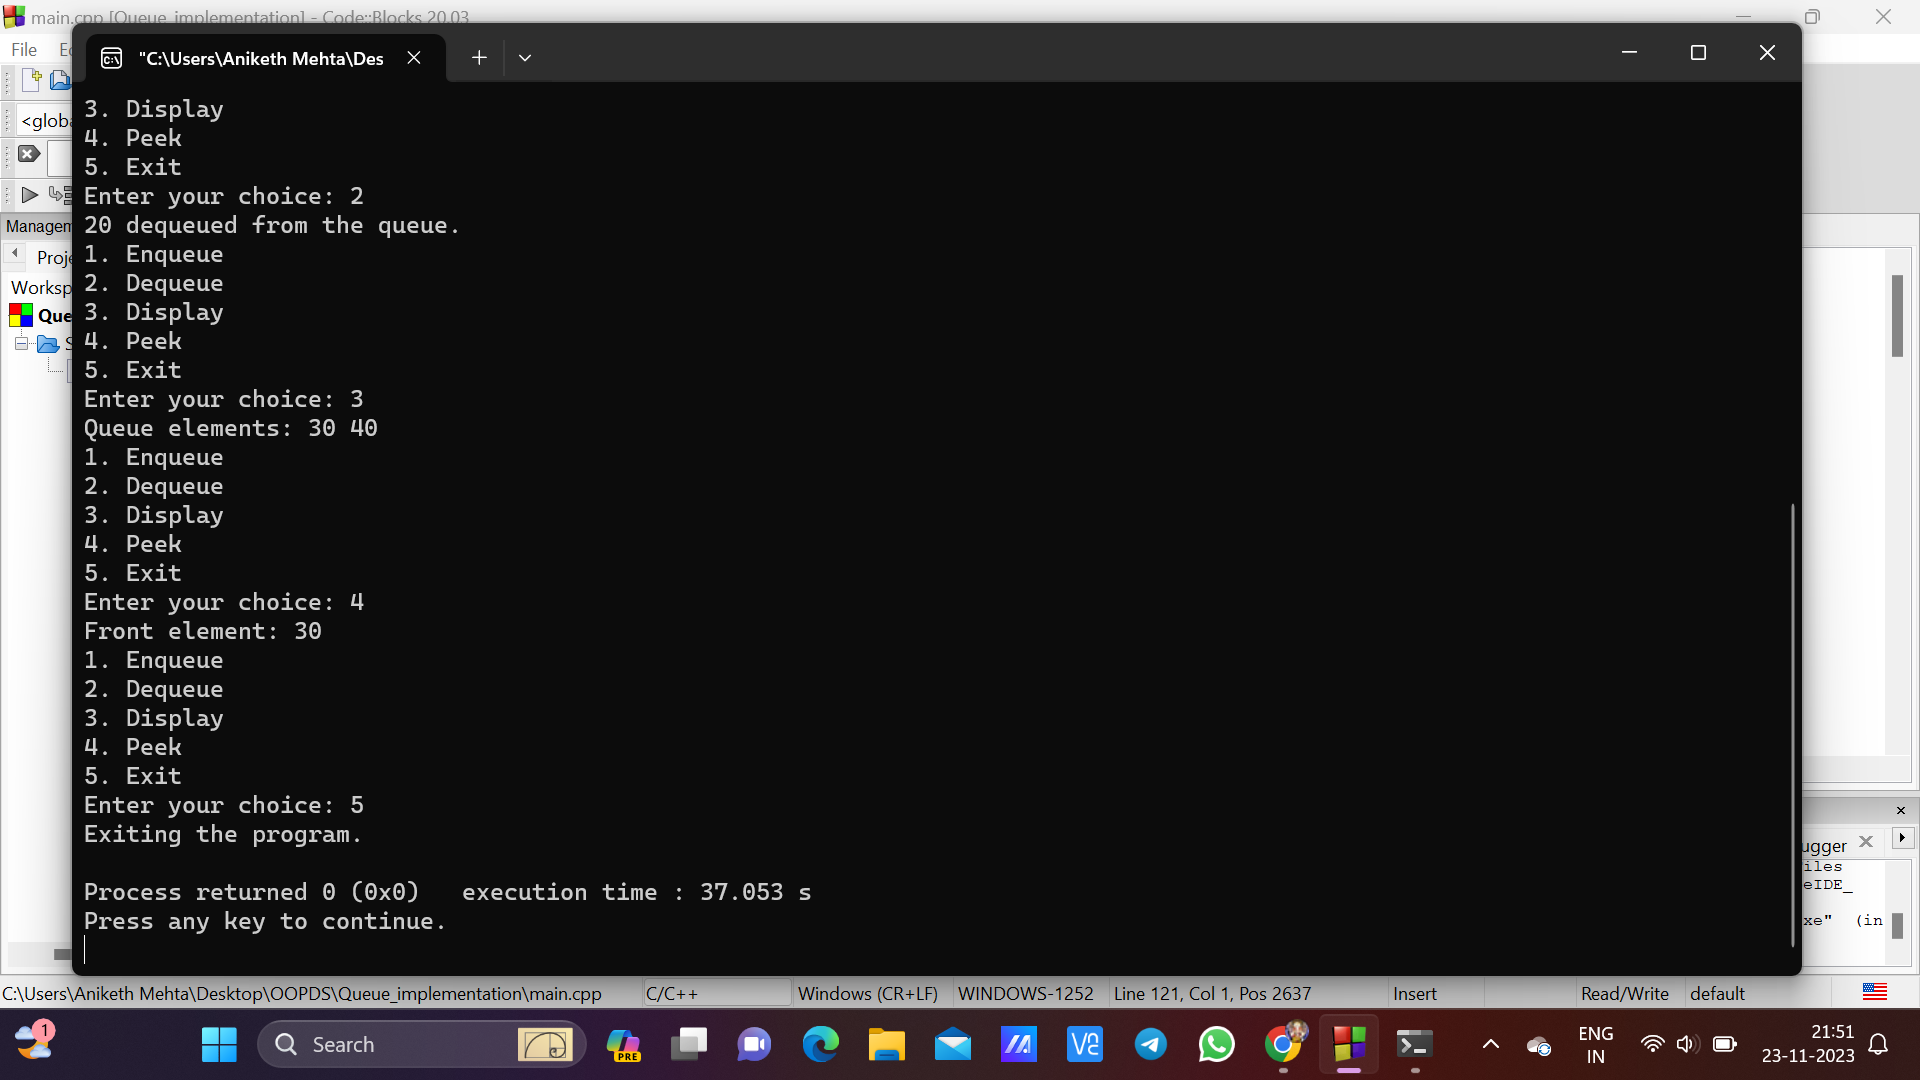 main.cpp [Queue_implementation] - Code::Blocks 20.03
File
"C:\Users\Aniketh Mehta\Des
3. Display
4. Peek
5. Exit
Enter your choice: 2
20 dequeued from the queue.
1. Enqueue
2. Dequeue
3. Display
4. Peek
5. Exit
Enter your choice: 3
Queue elements: 30 40
1. Enqueue
2. Dequeue
3. Display
4. Peek
5. Exit
Enter your choice: 4
Front element: 30
1. Enqueue
2. Dequeue
3. Display
4. Peek
5. Exit
Enter your choice: 5
Exiting the program.
Process returned 0 (0x0)   execution time : 37.053 s
Press any key to continue.
<globa
Managem
Proje
Worksp
Que
S
ugger
iles
eIDE_
xe" (in
C:\Users\Aniketh Mehta\Desktop\OOPDS\Queue_implementation\main.cpp C/C++ Windows (CR+LF) WINDOWS-1252 Line 121, Col 1, Pos 2637 Insert Read/Write default
1
Search
PRE
ENG
IN
21:51
23-11-2023